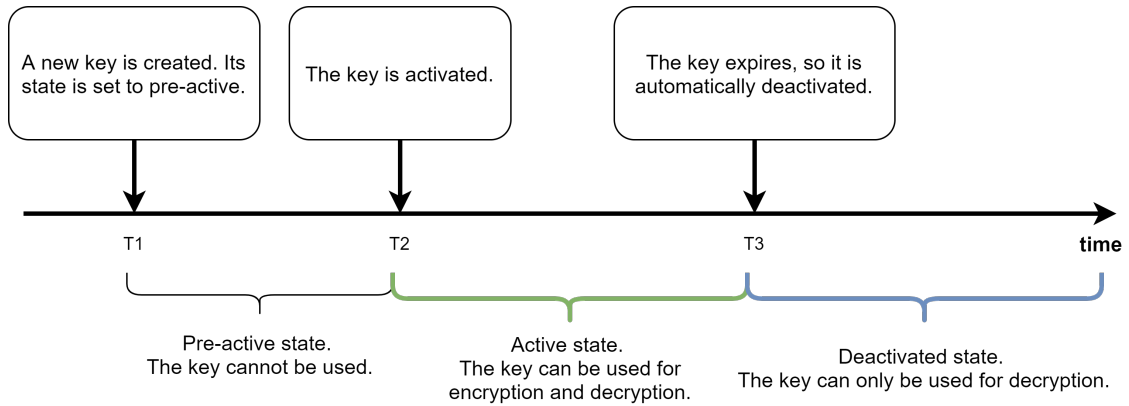 A new key is created. Its
state is set to pre-active.
The key is activated.
The key expires, so it is
automatically deactivated.
T1
T2
T3
time
Pre-active state.
The key cannot be used.
Active state.
The key can be used for
encryption and decryption.
Deactivated state.
The key can only be used for decryption.